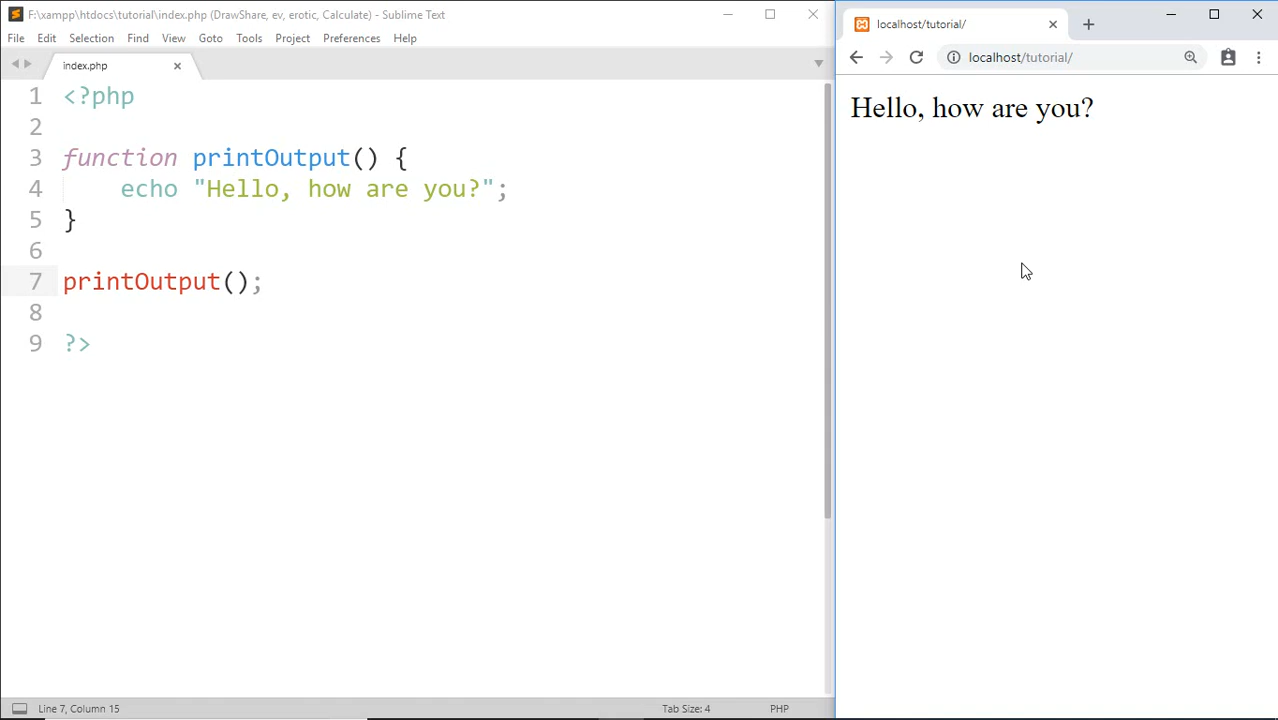 F:\xampp\htdocs\tutorial\index.php (DrawShare, ev, erotic, Calculate) - Sublime Text
File Edit Selection Find View Goto Tools Project Preferences Help
index.php
1 <?php
2
3 function printOutput() {
4 echo "Hello, how are you?";
5 }
6
7 printOutput();
8
9 ?>
Line 7, Column 15 Tab Size: 4 PHP
localhost/tutorial/
localhost/tutorial/
Hello, how are you?